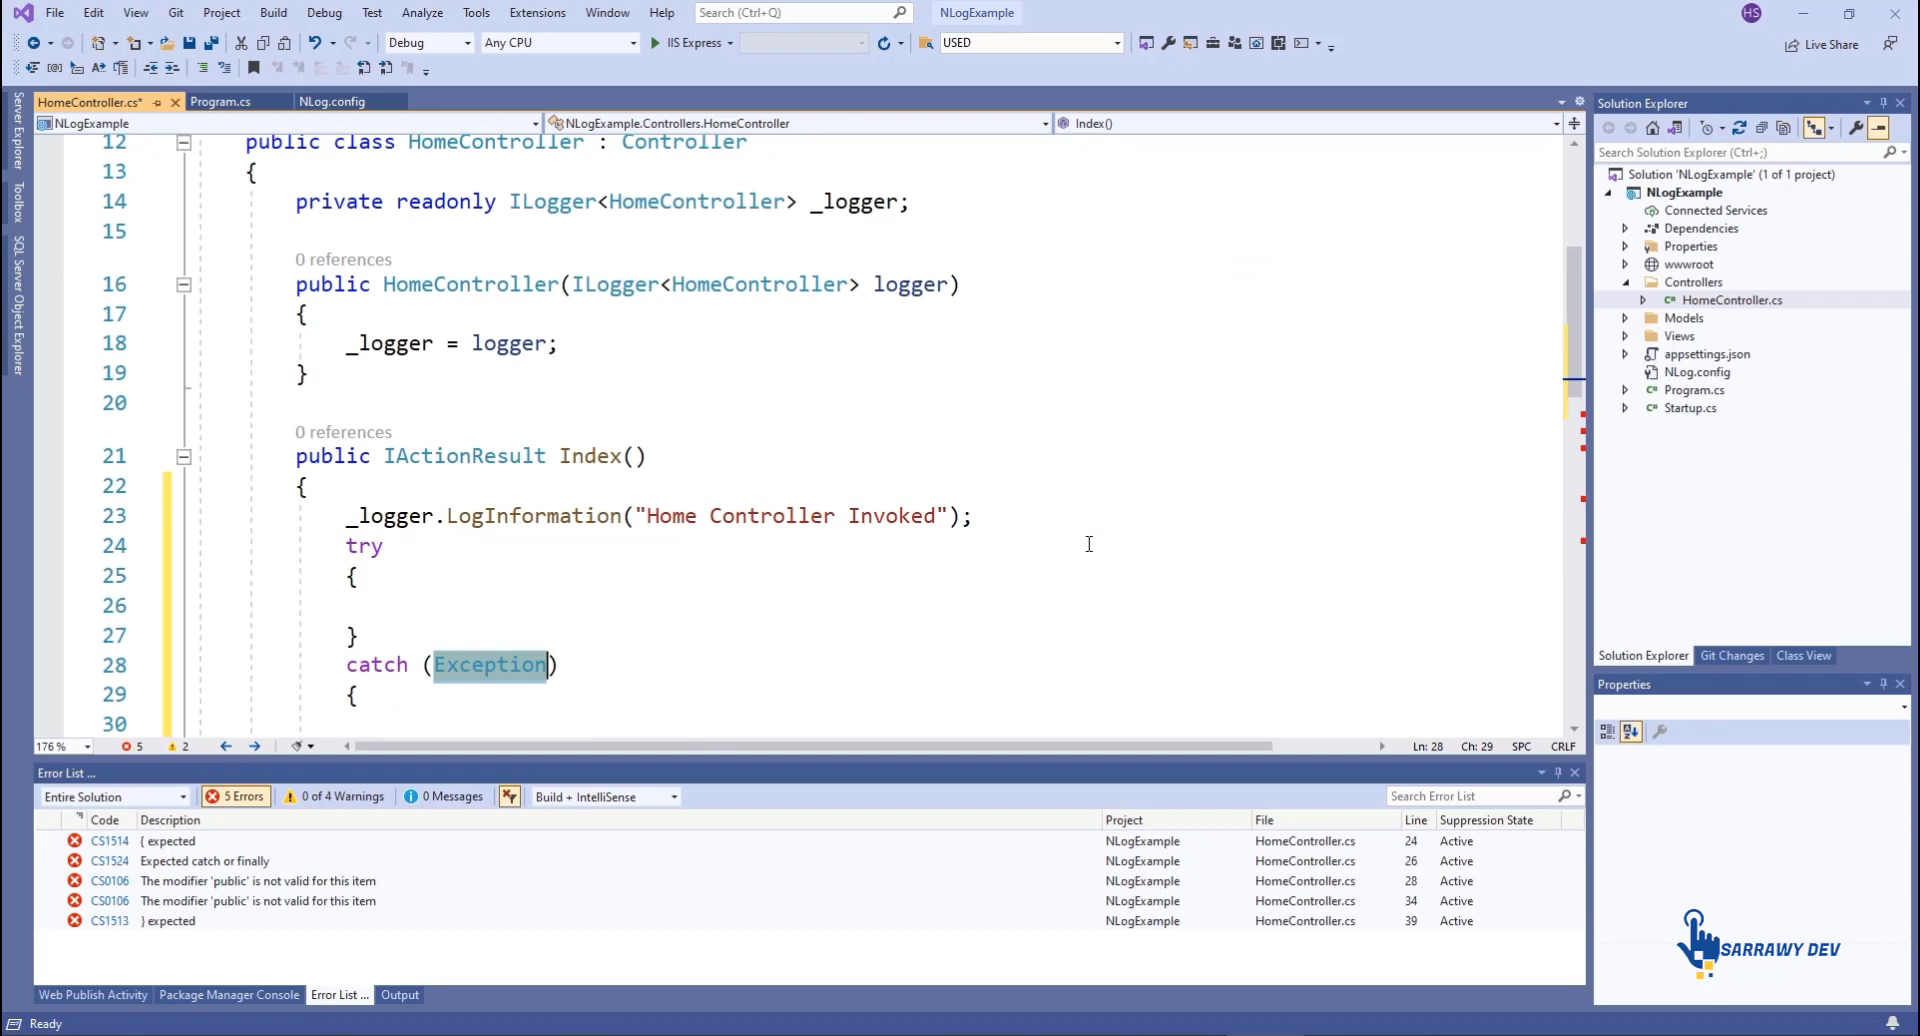 File Edit View Git Project Build Debug Test Analyze Tools Extensions Window Help Search (Ctrl+Q) NLogExample HS
Debug Any CPU IIS Express USED Live Share
Server Explorer
Toolbox
SQL Server Object Explorer
HomeController.cs* Program.cs NLog.config
NLogExample NLogExample.Controllers.HomeController Index()
12 public class HomeController : Controller
13 {
14 private readonly ILogger<HomeController> _logger;
15
0 references
16 public HomeController(ILogger<HomeController> logger)
17 {
18 _logger = logger;
19 }
20
0 references
21 public IActionResult Index()
22 {
23 _logger.LogInformation("Home Controller Invoked");
24 try
25 {
26
27 }
28 catch (Exception)
29 {
30
176 % 5 2 Ln: 28 Ch: 29 SPC CRLF
Solution Explorer
Search Solution Explorer (Ctrl+;)
Solution 'NLogExample' (1 of 1 project)
NLogExample
Connected Services
Dependencies
Properties
wwwroot
Controllers
C# HomeController.cs
Models
Views
appsettings.json
NLog.config
C# Program.cs
C# Startup.cs
Solution Explorer Git Changes Class View
Properties
Error List ...
Entire Solution 5 Errors 0 of 4 Warnings 0 Messages Build + IntelliSense Search Error List
Code Description Project File Line Suppression State
CS1514 { expected NLogExample HomeController.cs 24 Active
CS1524 Expected catch or finally NLogExample HomeController.cs 26 Active
CS0106 The modifier 'public' is not valid for this item NLogExample HomeController.cs 28 Active
CS0106 The modifier 'public' is not valid for this item NLogExample HomeController.cs 34 Active
CS1513 } expected NLogExample HomeController.cs 39 Active
SARRAWY DEV
Web Publish Activity Package Manager Console Error List ... Output
Ready